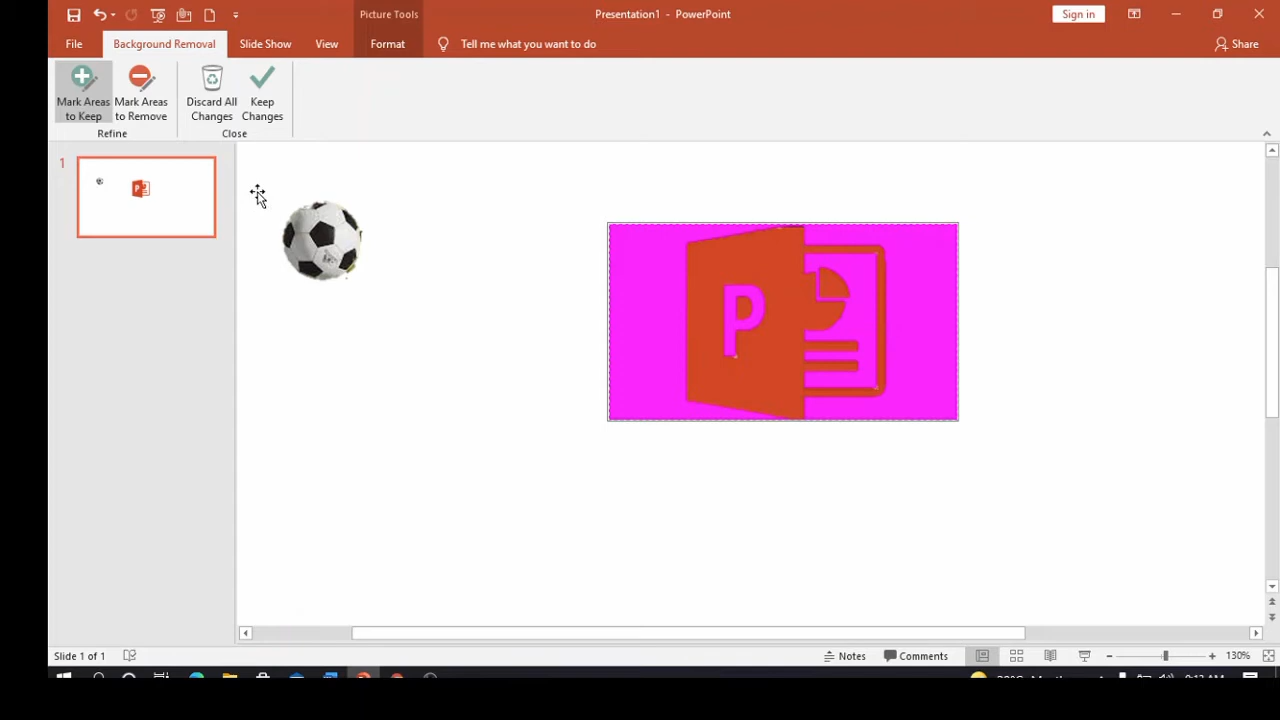 Picture Tools
Presentation1 - PowerPoint
Sign in
File
Background Removal
Slide Show
View
Format
Tell me what you want to do
Share
Mark Areas to Keep
Mark Areas to Remove
Discard All Changes
Keep Changes
Refine
Close
1
P
P
Slide 1 of 1
Notes
Comments
130%